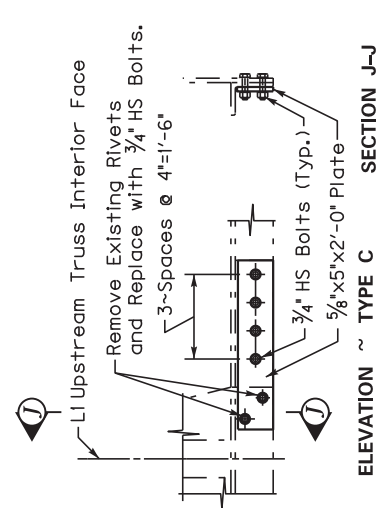 J
L1 Upstream Truss Interior Face
Remove Existing Rivets
and Replace with 3/4" HS Bolts.
3~Spaces @ 4"=1'-6"
3/4" HS Bolts (Typ.)
5/8"x5"x2'-0" Plate
J
ELEVATION ~ TYPE C
SECTION J-J